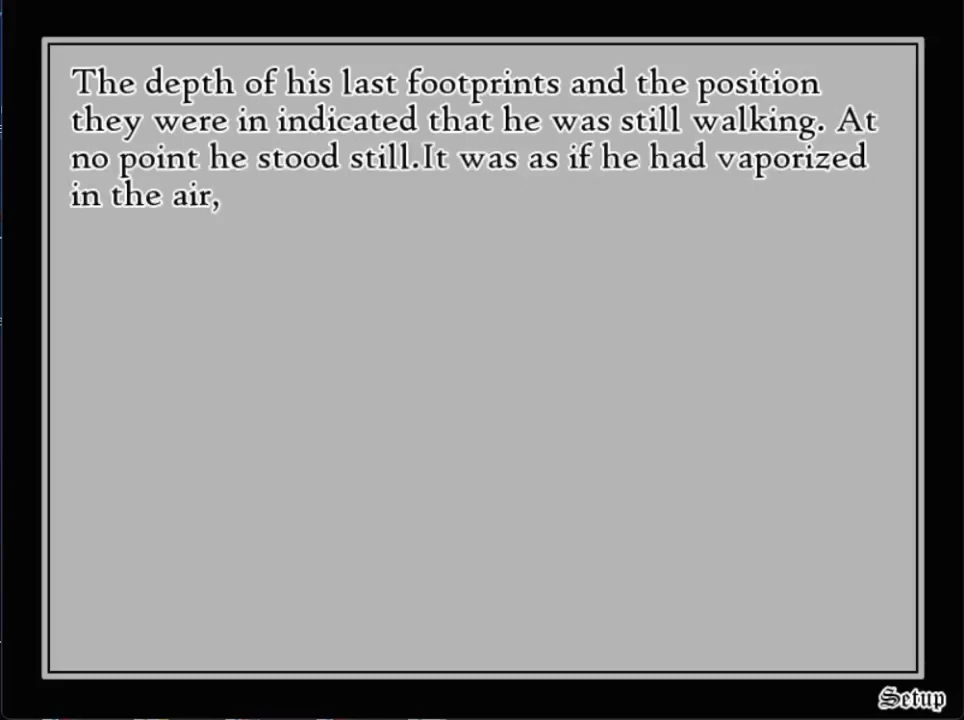 The depth of his last footprints and the position
they were in indicated that he was still walking. At
no point he stood still.It was as if he had vaporized
in the air,
Setup